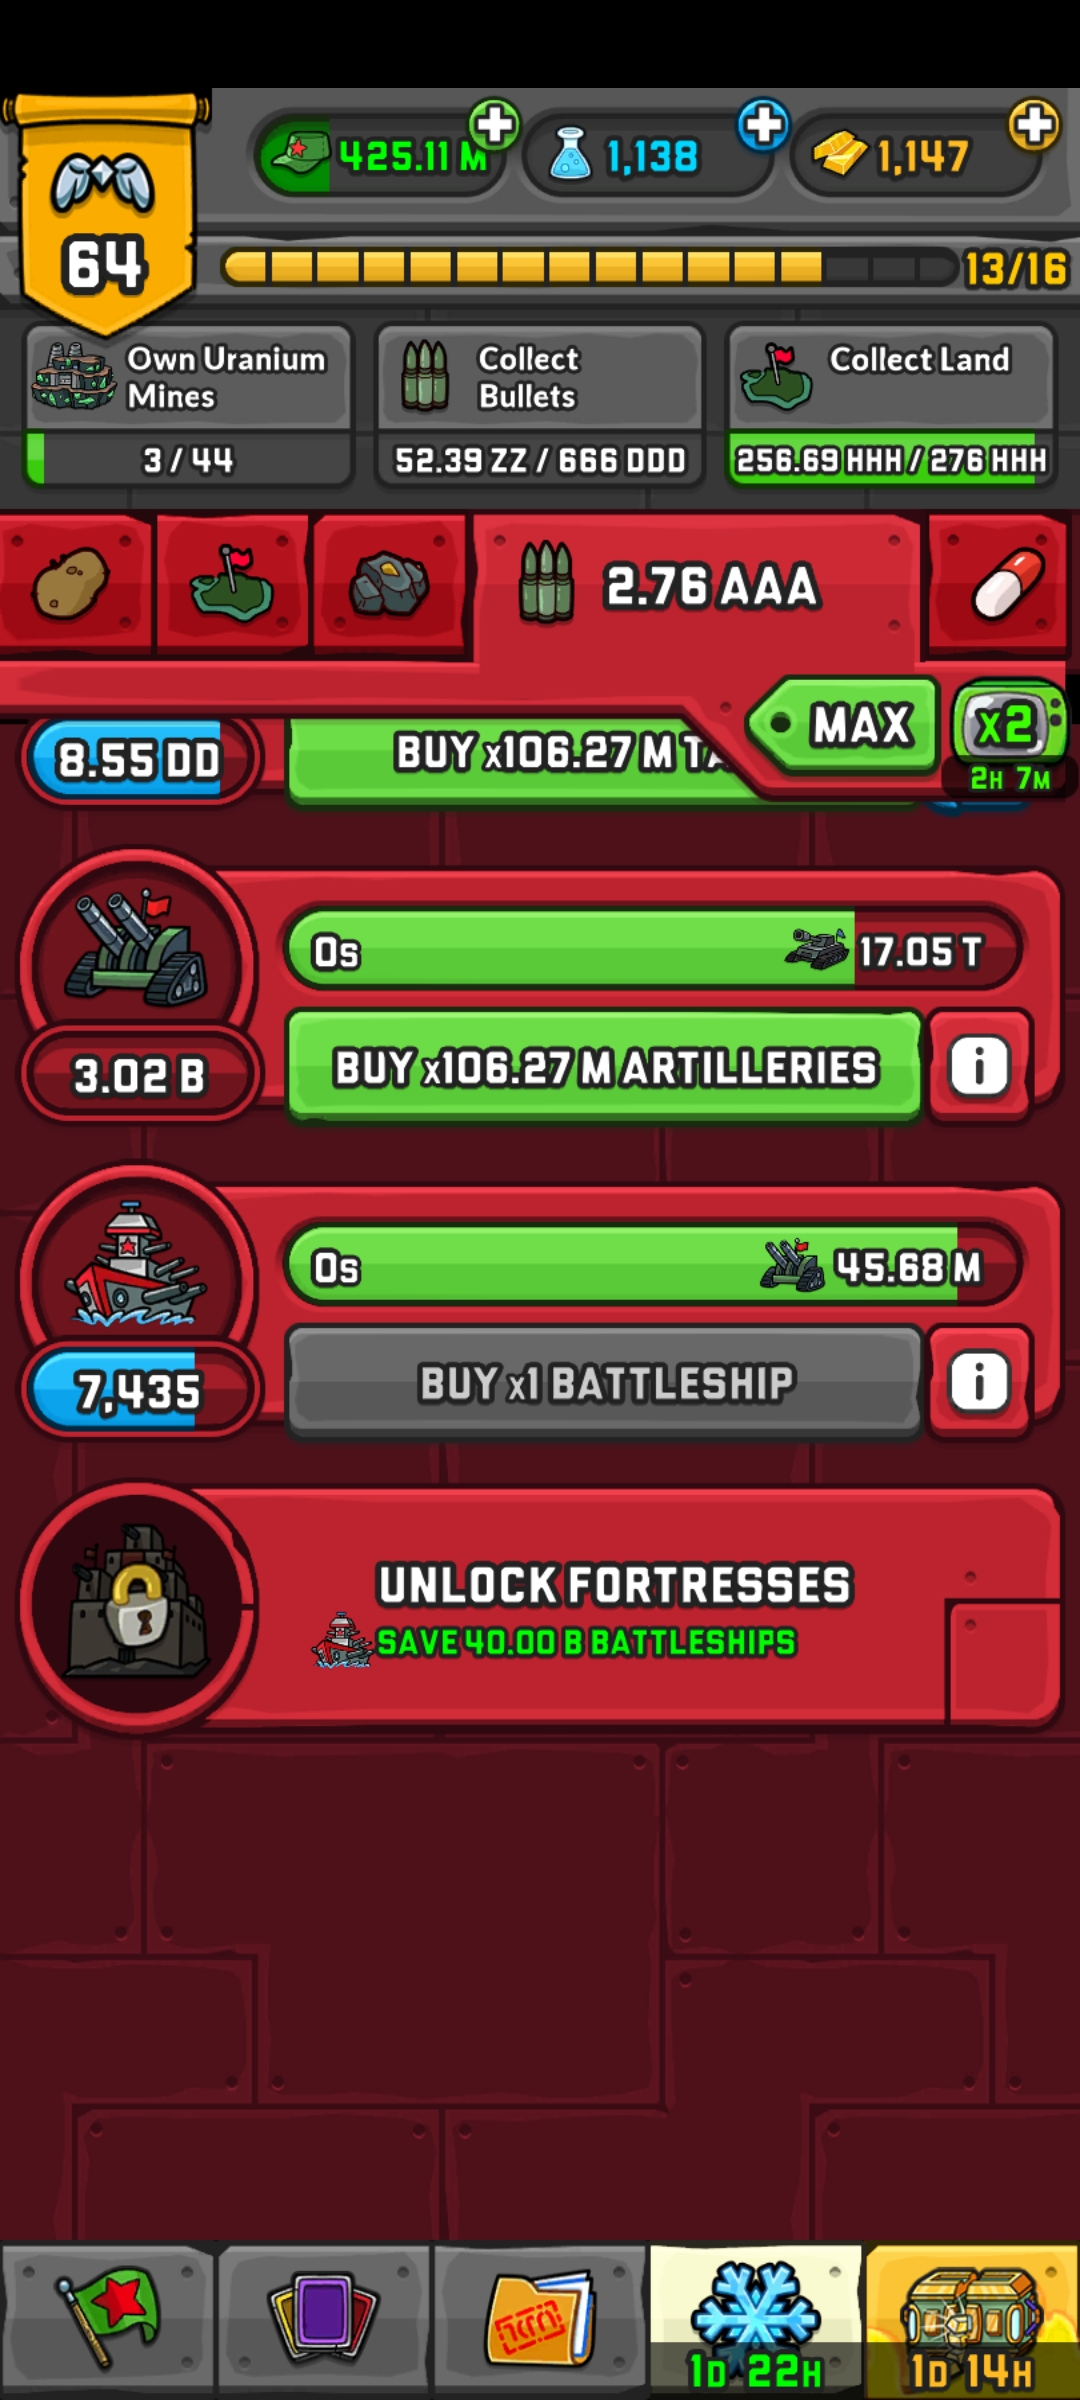 425.11 M
1,138
1,147
64
13/16
Own Uranium
Mines
3 / 44
Collect
Bullets
52.39 ZZ / 666 DDD
Collect Land
256.69 HHH / 276 HHH
2.76 AAA
MAX
x2
2H 7M
8.55 DD
BUY x106.27 M
0s
17.05 T
3.02 B
BUY x106.27 M ARTILLERIES
i
0s
45.68 M
7,435
BUY x1 BATTLESHIP
i
UNLOCK FORTRESSES
SAVE 40.00 B BATTLESHIPS
1D 22H
1D 14H